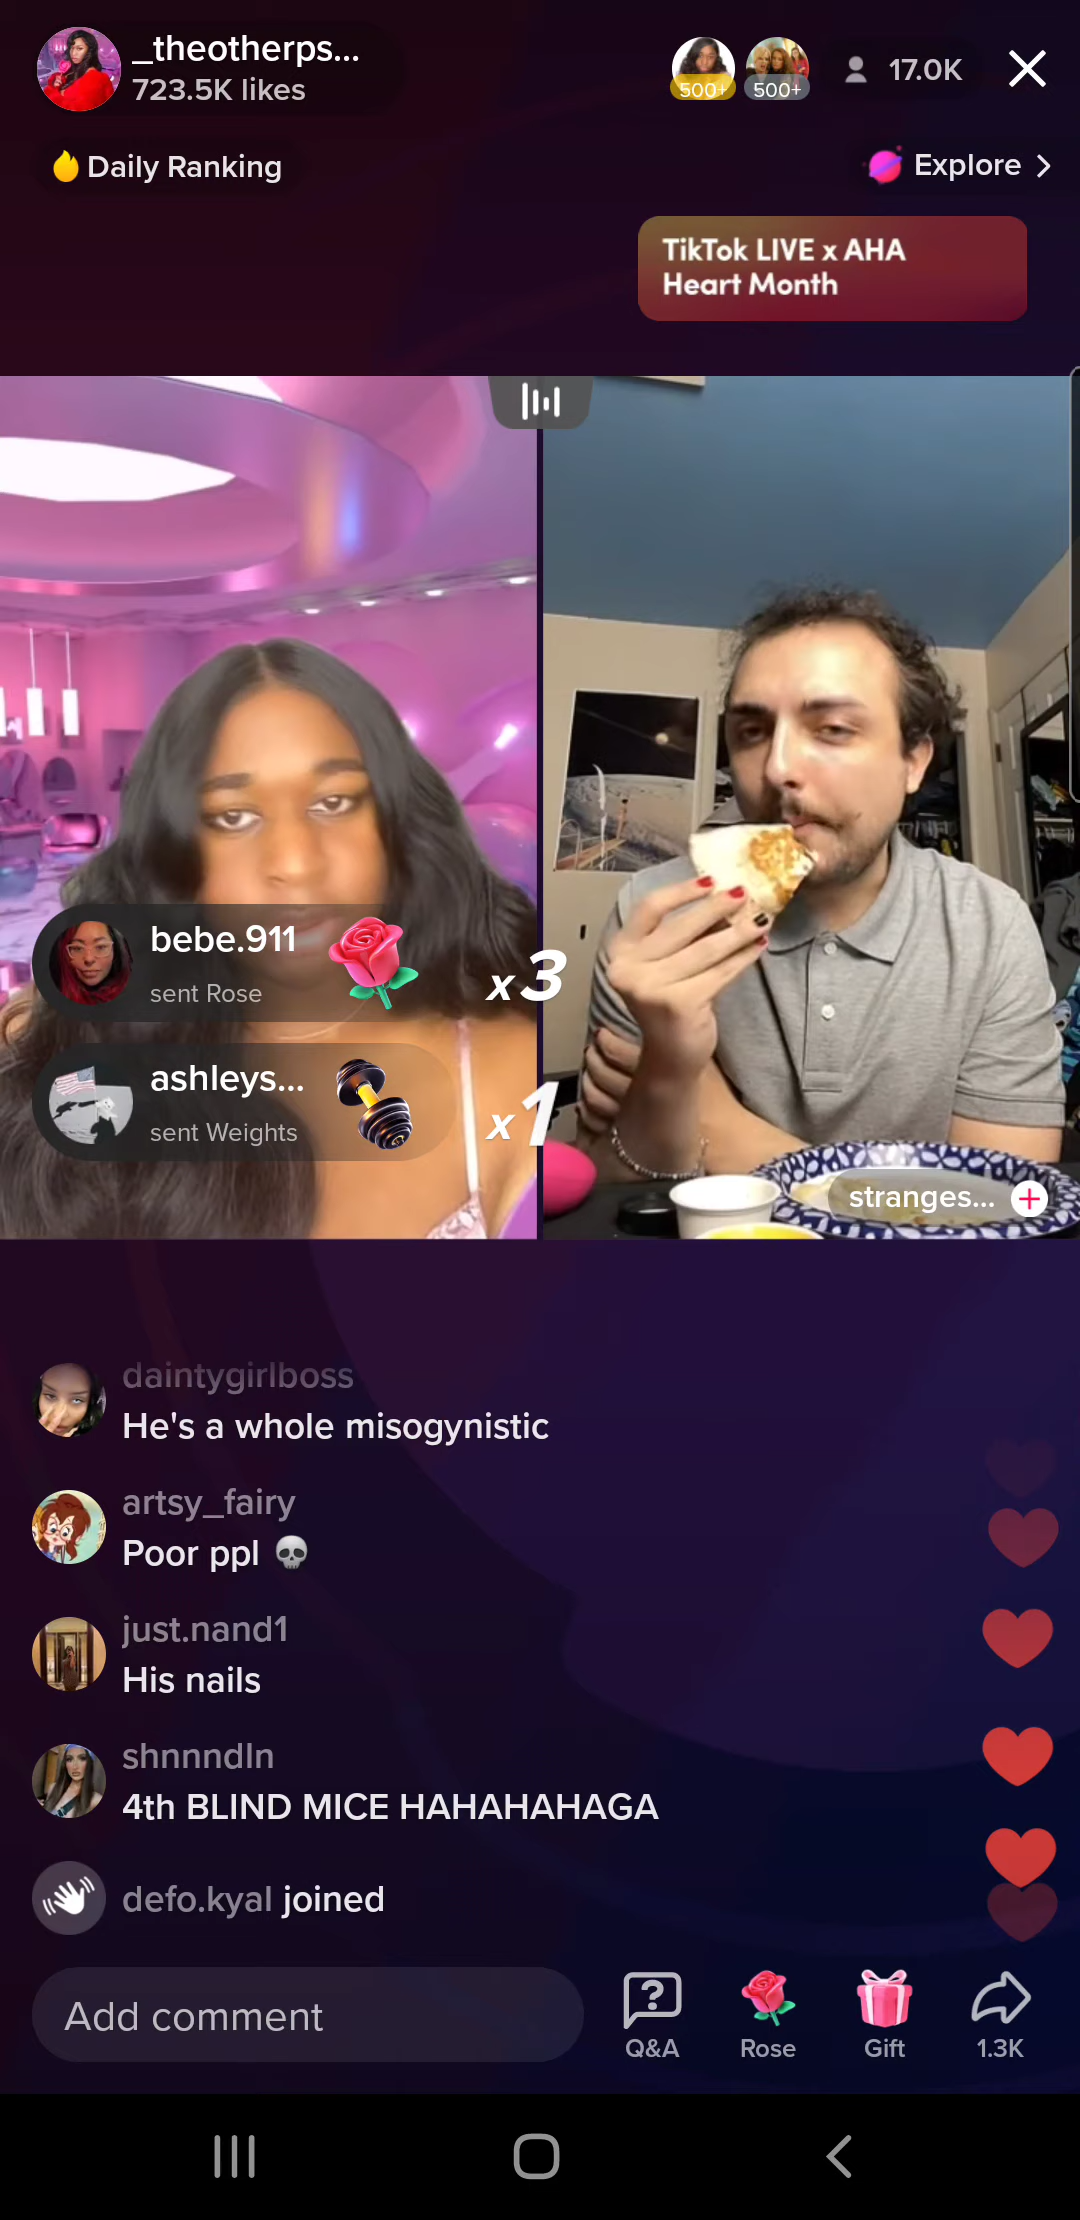 _theotherps...
723.5K likes
500+
500+
17.0K
Daily Ranking
Explore >
TikTok LIVE x AHA
Heart Month
bebe.911
sent Rose
x3
ashleys...
sent Weights
x1
stranges...
daintygirlboss
He's a whole misogynistic
artsy_fairy
Poor ppl 💀
just.nand1
His nails
shnnndln
4th BLIND MICE HAHAHAHAGA
defo.kyal joined
Add comment
Q&A
Rose
Gift
1.3K